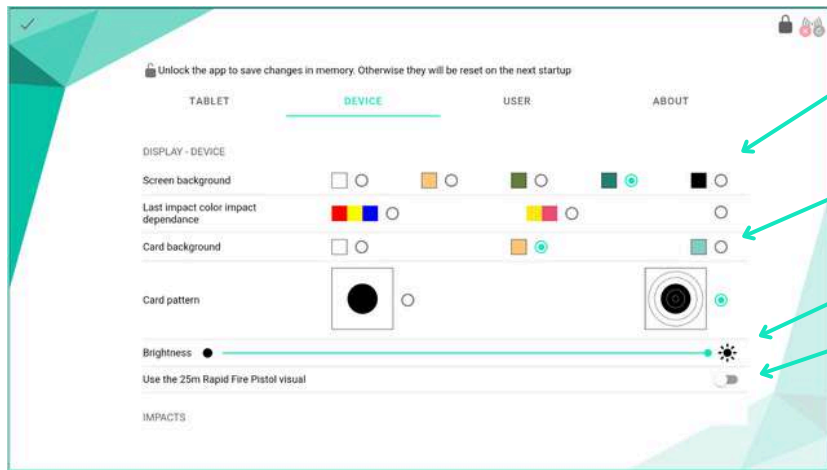 Unlock the app to save changes in memory. Otherwise they will be reset on the next startup
TABLET DEVICE USER ABOUT
DISPLAY - DEVICE
Screen background
Last impact color impact
dependance
Card background
Card pattern
Brightness
Use the 25m Rapid Fire Pistol visual
IMPACTS